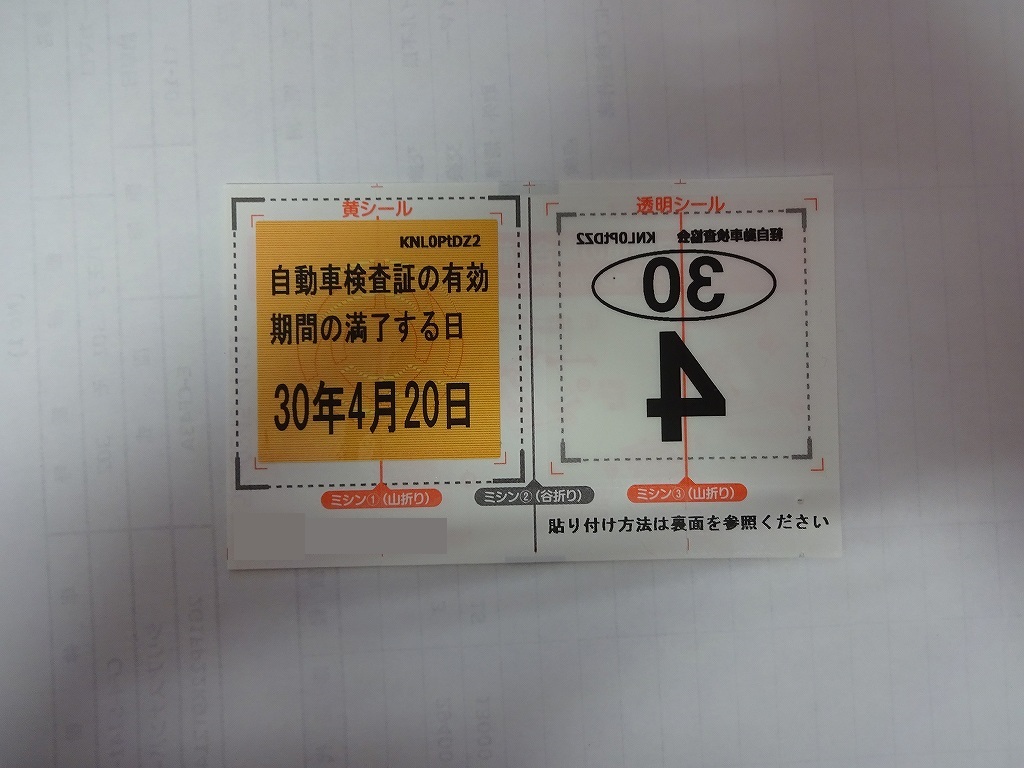 黄シール
KNL0PtDZ2
自動車検査証の有効
期間の満了する日
30年4月20日
ミシン①(山折り)
ミシン②(谷折り)
透明シール
軽自動車検査協会 KNL0PtDZ2
30
4
ミシン③(山折り)
貼り付け方法は裏面を参照ください